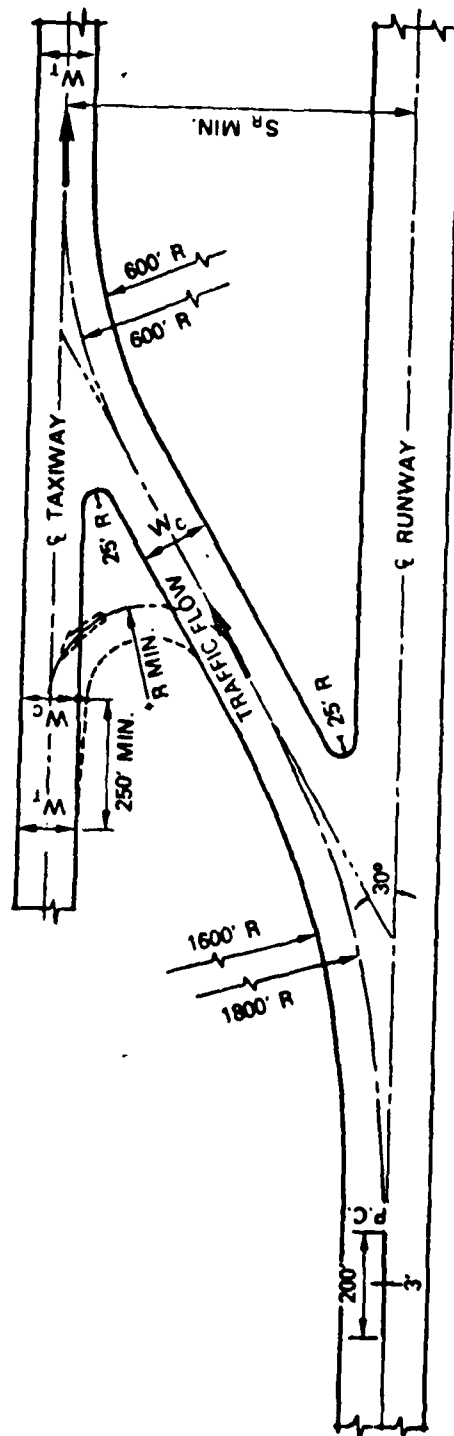 W_T
S_R MIN.
600' R
600' R
℄ TAXIWAY
25' R
W_C
W_C
R MIN.
TRAFFIC FLOW
250' MIN.
W_T
25' R
℄ RUNWAY
30°
1600' R
1800' R
P.C.
200'
3'